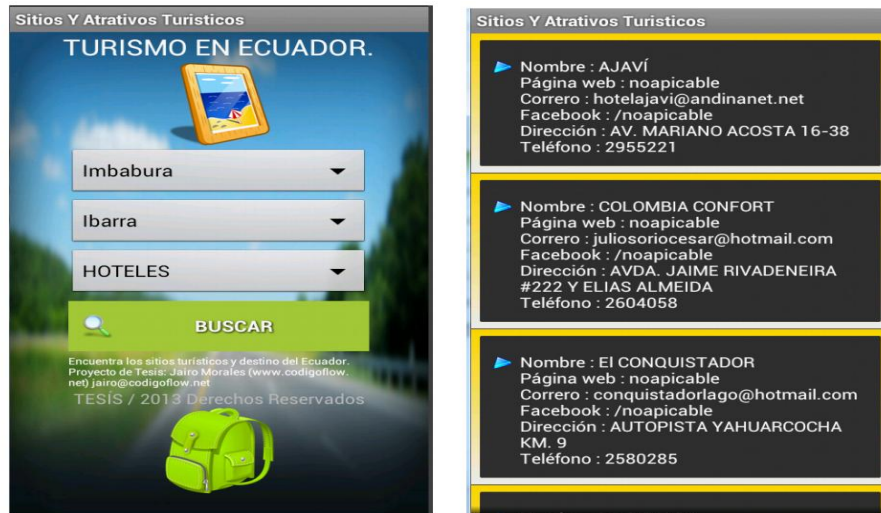 Sitios Y Atrativos Turisticos
TURISMO EN ECUADOR.
Imbabura
Ibarra
HOTELES
BUSCAR
Encuentra los sitios turísticos y destino del Ecuador.
Proyecto de Tesis: Jairo Morales (www.codigoflow.
net) jairo@codigoflow.net
TESÍS / 2013 Derechos Reservados
Sitios Y Atrativos Turisticos
Nombre : AJAVÍ
Página web : noapicable
Correro : hotelajavi@andinanet.net
Facebook : /noapicable
Dirección : AV. MARIANO ACOSTA 16-38
Teléfono : 2955221
Nombre : COLOMBIA CONFORT
Página web : noapicable
Correro : juliosoriocesar@hotmail.com
Facebook : /noapicable
Dirección : AVDA. JAIME RIVADENEIRA
#222 Y ELIAS ALMEIDA
Teléfono : 2604058
Nombre : El CONQUISTADOR
Página web : noapicable
Correro : conquistadorlago@hotmail.com
Facebook : /noapicable
Dirección : AUTOPISTA YAHUARCOCHA
KM. 9
Teléfono : 2580285